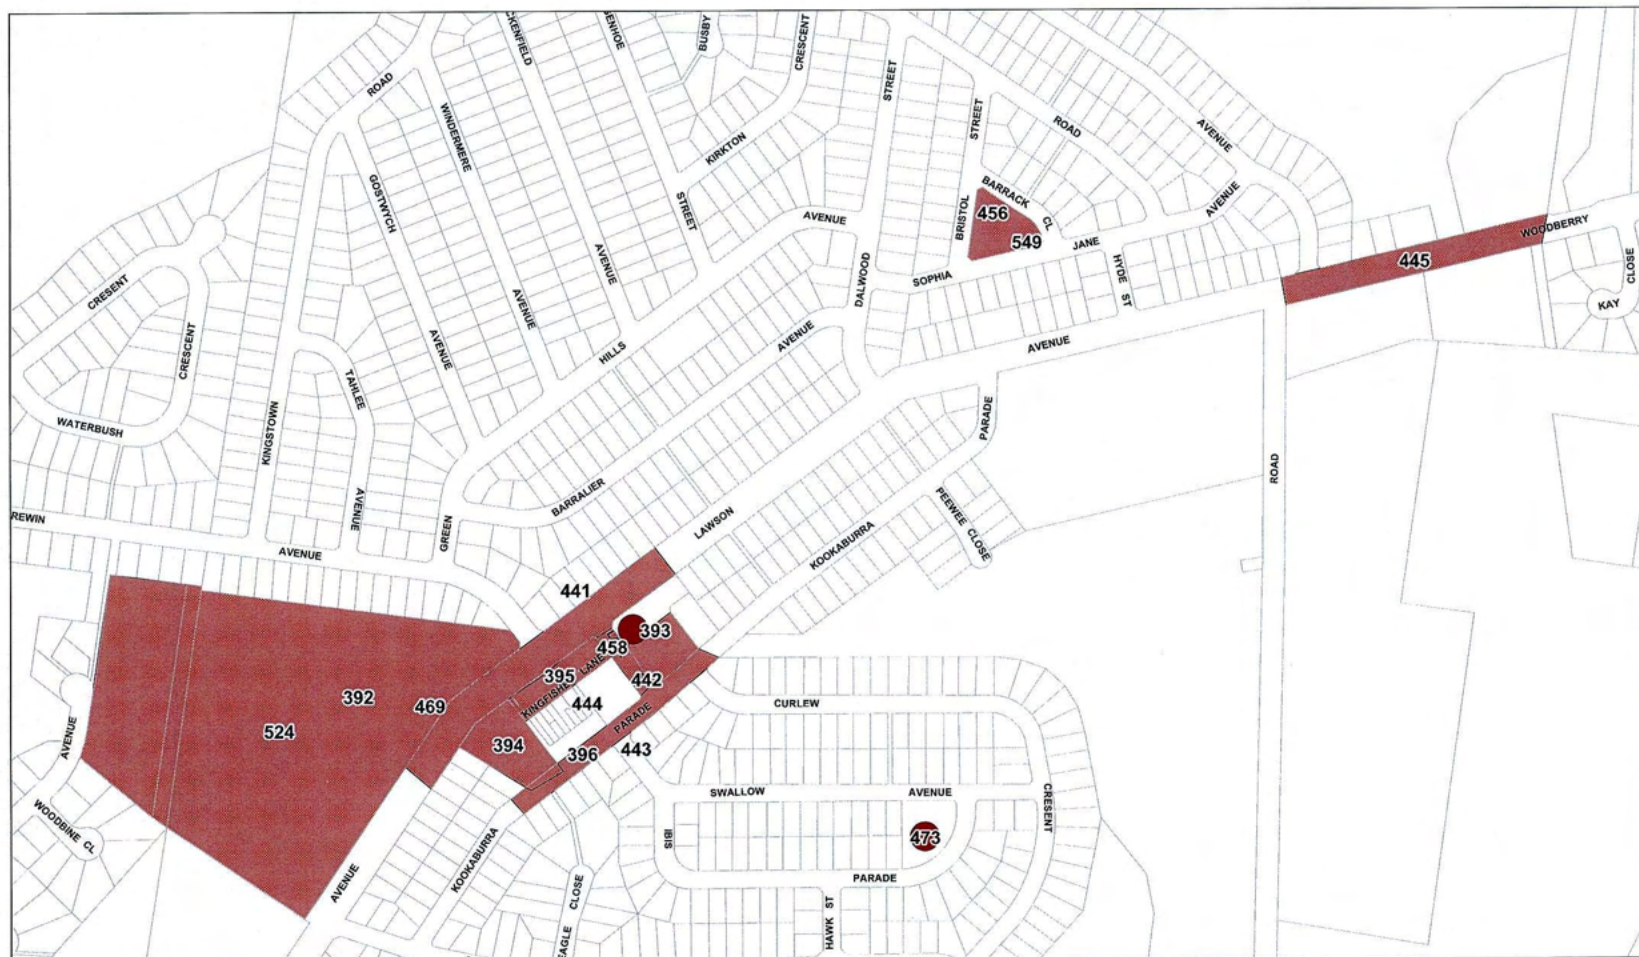 CKENFIELD
GENHOE
BUSBY
CRESCENT
ROAD
WINDERMERE
STREET
STREET
ROAD
AVENUE
KIRKTON
GOSTWYCH
STREET
AVENUE
BRISTOL
BARRACK CL
456
549
JANE
AVENUE
WOODBERRY
445
CLOSE
KAY
HYDE ST
SOPHIA
DALWOOD
AVENUE
AVENUE
CRESENT
CRESCENT
AVENUE
HILLS
AVENUE
AVENUE
TAHLEE
WATERBUSH
KINGSTOWN
PARADE
ROAD
BARRALIER
AVENUE
GREEN
REWIN
AVENUE
LAWSON
KOOKABURRA
PEEWEE CLOSE
441
393
458
395
KINGFISHER LANE
442
444
PARADE
392
469
524
394
396
443
CURLEW
AVENUE
WOODBINE CL
SWALLOW
AVENUE
CRESENT
IBIS
473
KOOKABURRA
AVENUE
PARADE
EAGLE CLOSE
HAWK ST